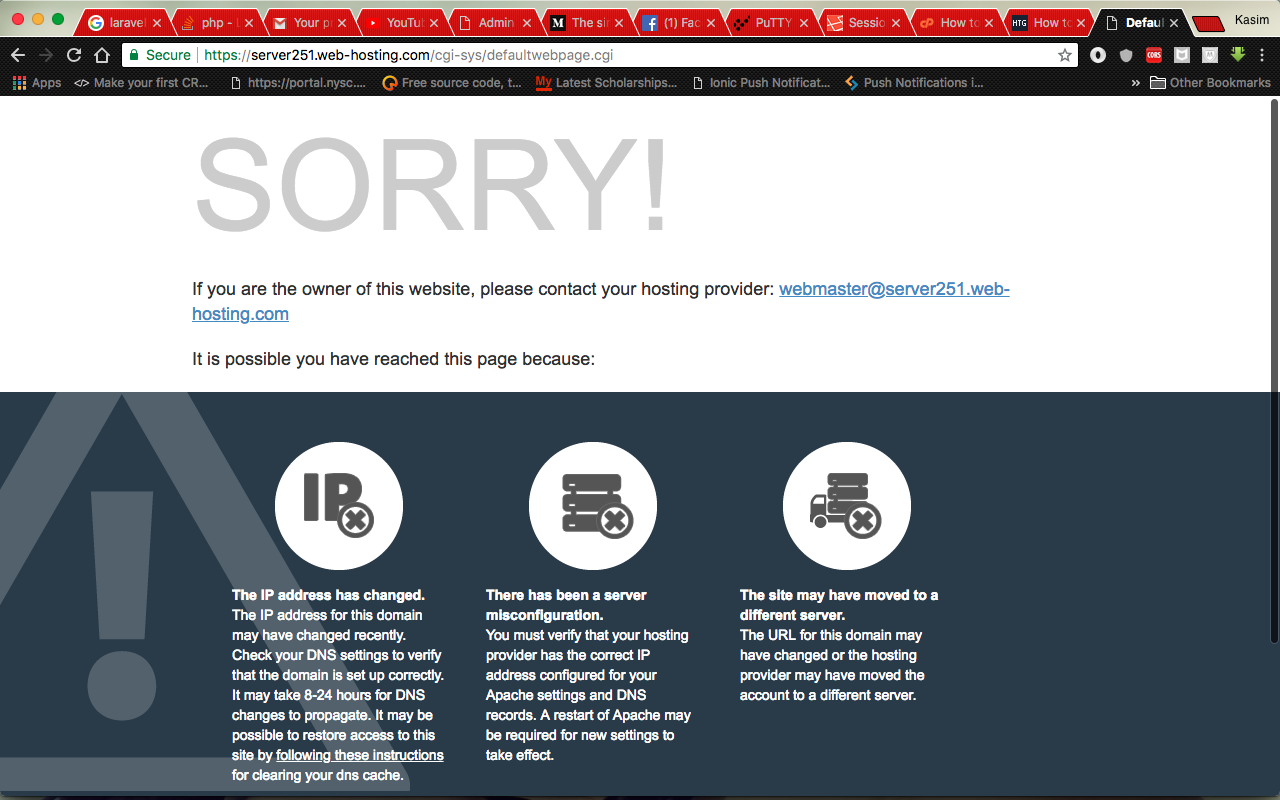 laravel
php - 
Your p
YouTub
Admin
M The sin
(1) Fac
PuTTY
Sessio
cP How to
HTG How to
Defau
Kasim
Secure | https://server251.web-hosting.com/cgi-sys/defaultwebpage.cgi
CORS
Apps </> Make your first CR... https://portal.nysc.... Free source code, t... My Latest Scholarships... Ionic Push Notificat... Push Notifications i... » Other Bookmarks
SORRY!
If you are the owner of this website, please contact your hosting provider: webmaster@server251.web-
hosting.com
It is possible you have reached this page because:
IP
The IP address has changed.
The IP address for this domain
may have changed recently.
Check your DNS settings to verify
that the domain is set up correctly.
It may take 8-24 hours for DNS
changes to propagate. It may be
possible to restore access to this
site by following these instructions
for clearing your dns cache.
There has been a server
misconfiguration.
You must verify that your hosting
provider has the correct IP
address configured for your
Apache settings and DNS
records. A restart of Apache may
be required for new settings to
take effect.
The site may have moved to a
different server.
The URL for this domain may
have changed or the hosting
provider may have moved the
account to a different server.